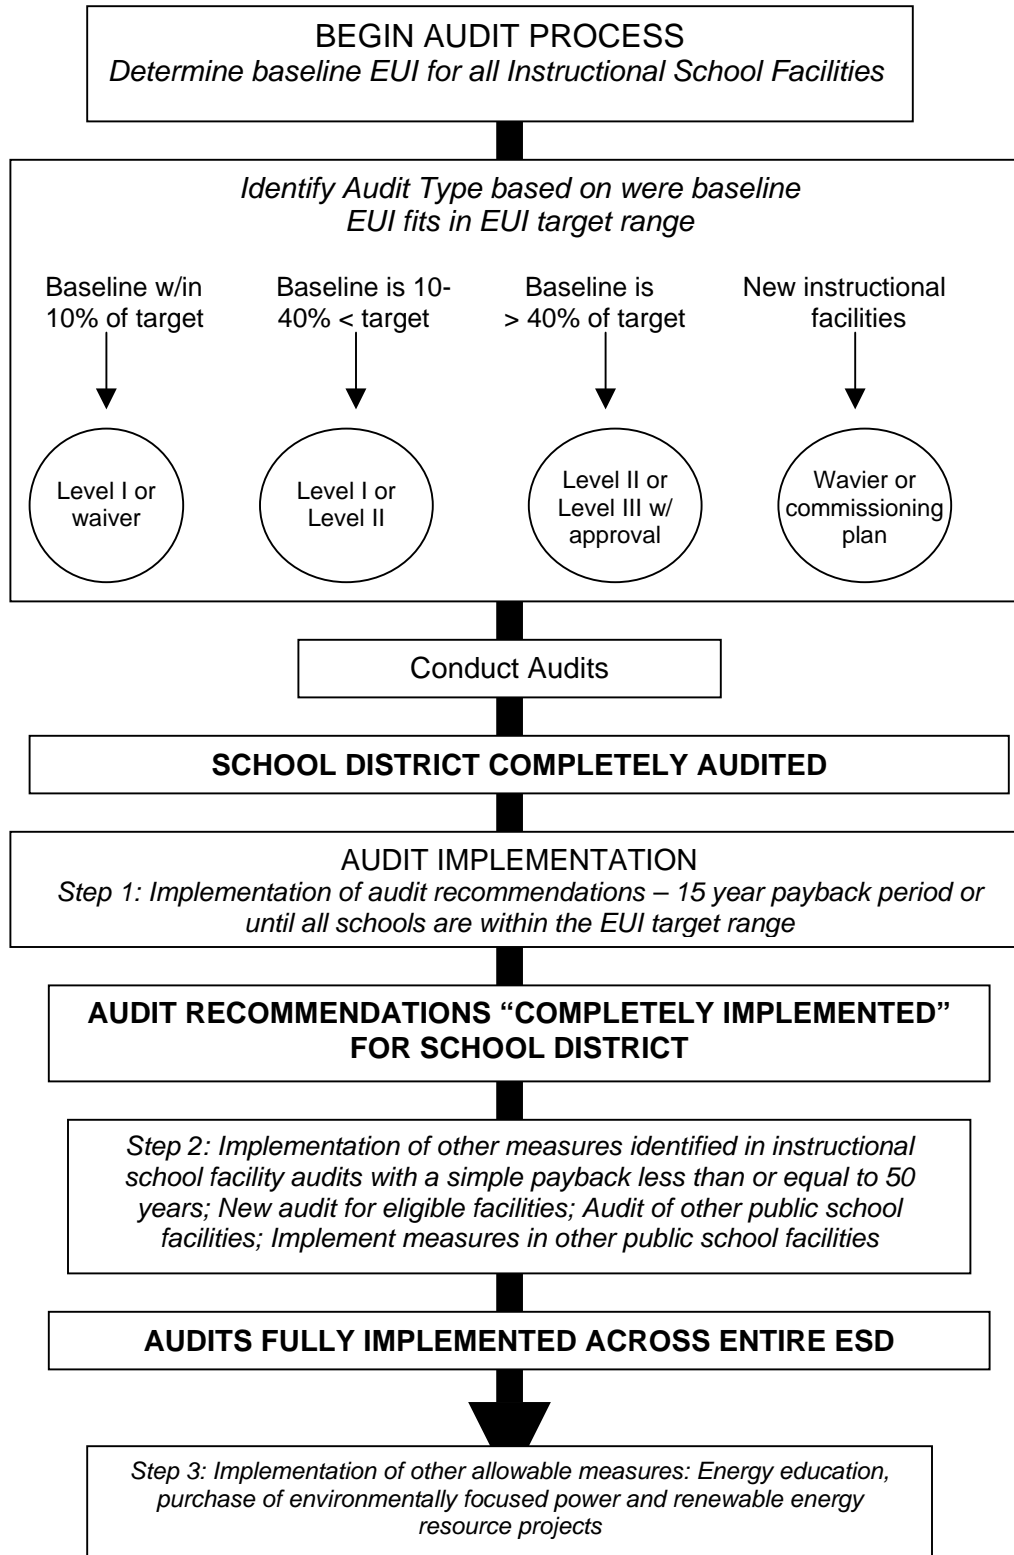 BEGIN AUDIT PROCESS
Determine baseline EUI for all Instructional School Facilities
Identify Audit Type based on were baseline
EUI fits in EUI target range
Baseline w/in
10% of target
Baseline is 10-
40% < target
Baseline is
> 40% of target
New instructional
facilities
Level I or
waiver
Level I or
Level II
Level II or
Level III w/
approval
Wavier or
commissioning
plan
Conduct Audits
SCHOOL DISTRICT COMPLETELY AUDITED
AUDIT IMPLEMENTATION
Step 1: Implementation of audit recommendations – 15 year payback period or
until all schools are within the EUI target range
AUDIT RECOMMENDATIONS “COMPLETELY IMPLEMENTED”
FOR SCHOOL DISTRICT
Step 2: Implementation of other measures identified in instructional
school facility audits with a simple payback less than or equal to 50
years; New audit for eligible facilities; Audit of other public school
facilities; Implement measures in other public school facilities
AUDITS FULLY IMPLEMENTED ACROSS ENTIRE ESD
Step 3: Implementation of other allowable measures: Energy education,
purchase of environmentally focused power and renewable energy
resource projects